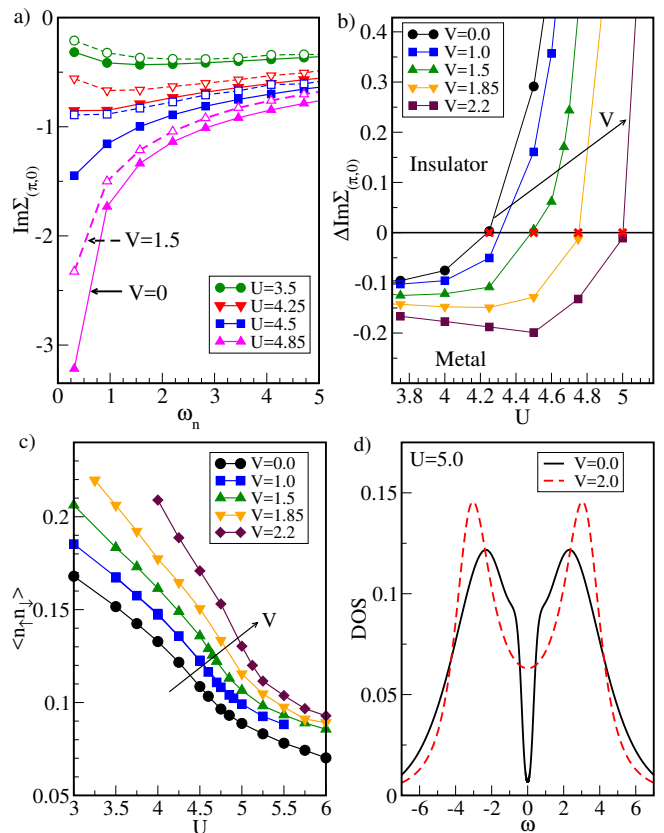 a)
ImΣ(π,0)
0
-1
-2
-3
V=1.5
V=0
U=3.5
U=4.25
U=4.5
U=4.85
0 1 2 3 4 5
ωn
b)
ΔImΣ(π,0)
0.4
0.3
0.2
0.1
0
-0.1
-0.2
V=0.0
V=1.0
V=1.5
V=1.85
V=2.2
V
Insulator
Metal
3.8 4 4.2 4.4 4.6 4.8 5
U
c)
<n↑n↓>
0.2
0.15
0.1
0.05
V=0.0
V=1.0
V=1.5
V=1.85
V=2.2
V
3 3.5 4 4.5 5 5.5 6
U
d)
U=5.0
V=0.0
V=2.0
DOS
0.15
0.1
0.05
0
-6 -4 -2 0 2 4 6
ω